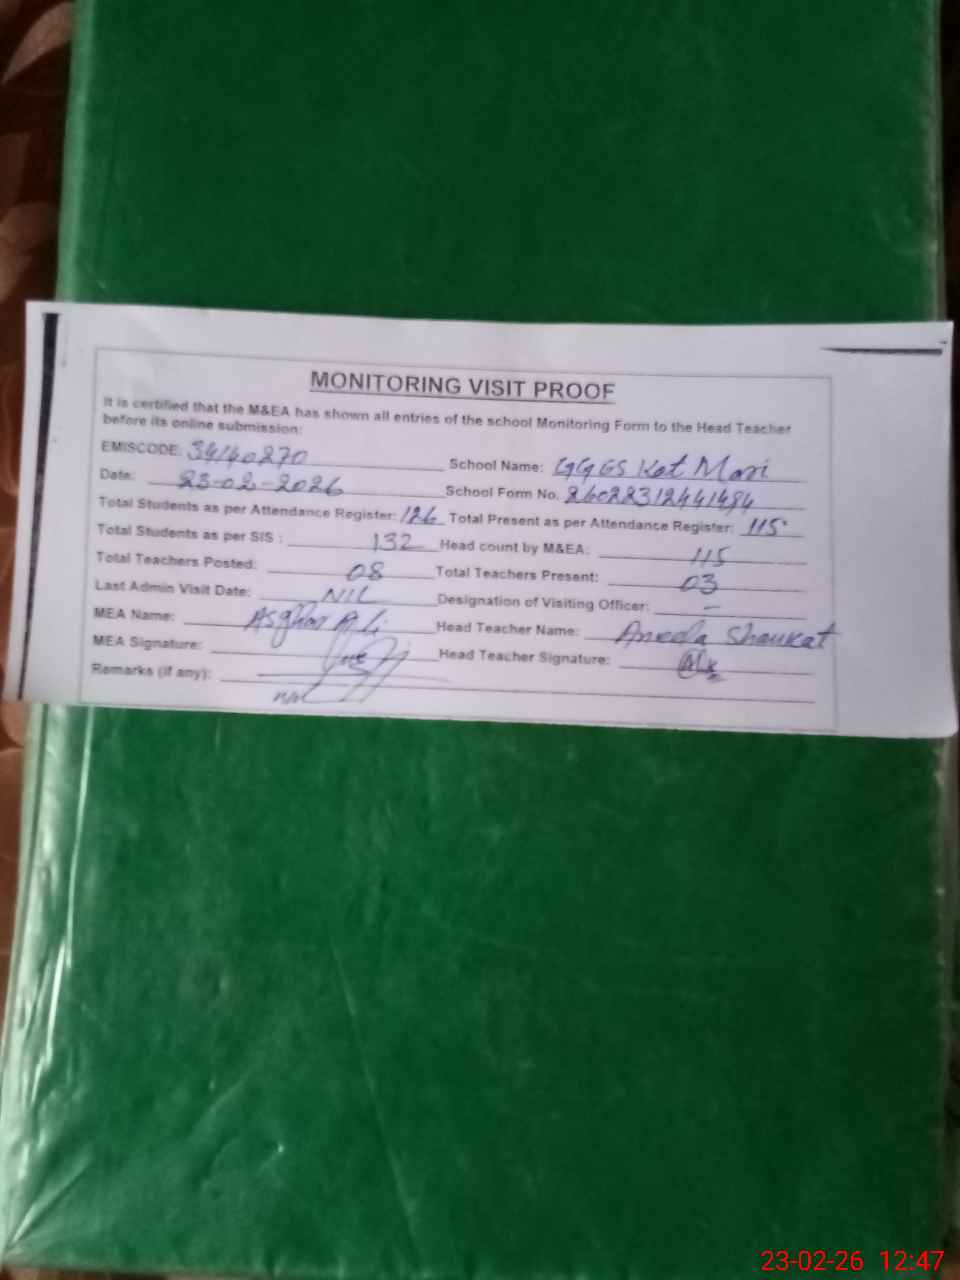 MONITORING VISIT PROOF
It is certified that the M&EA has shown all entries of the school Monitoring Form to the Head Teacher
before its online submission:
EMISCODE: 34140270 School Name: GGGS Kot Mori
Date: 23-02-2026 School Form No. 26022312441494
Total Students as per Attendance Register: 126 Total Present as per Attendance Register: 115
Total Students as per SIS : 132 Head count by M&EA: 115
Total Teachers Posted: 08 Total Teachers Present: 03
Last Admin Visit Date: NIL Designation of Visiting Officer: –
MEA Name: Asghar Ali Head Teacher Name: Aneela Shaukat
MEA Signature: Head Teacher Signature:
Remarks (if any):
23-02-26 12:47